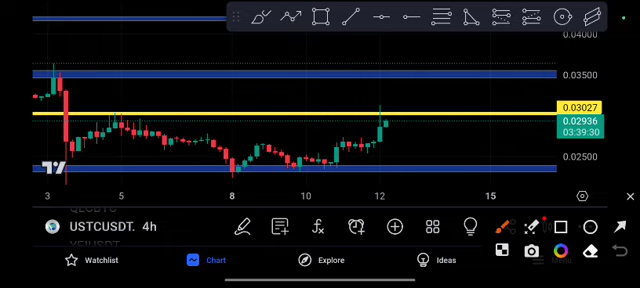 0.04000
0.03500
0.03027
0.02936
03:39:30
0.02500
3 5 8 10 12 15
QLCBTC
USTCUSDT. 4h
Watchlist Chart Explore Ideas